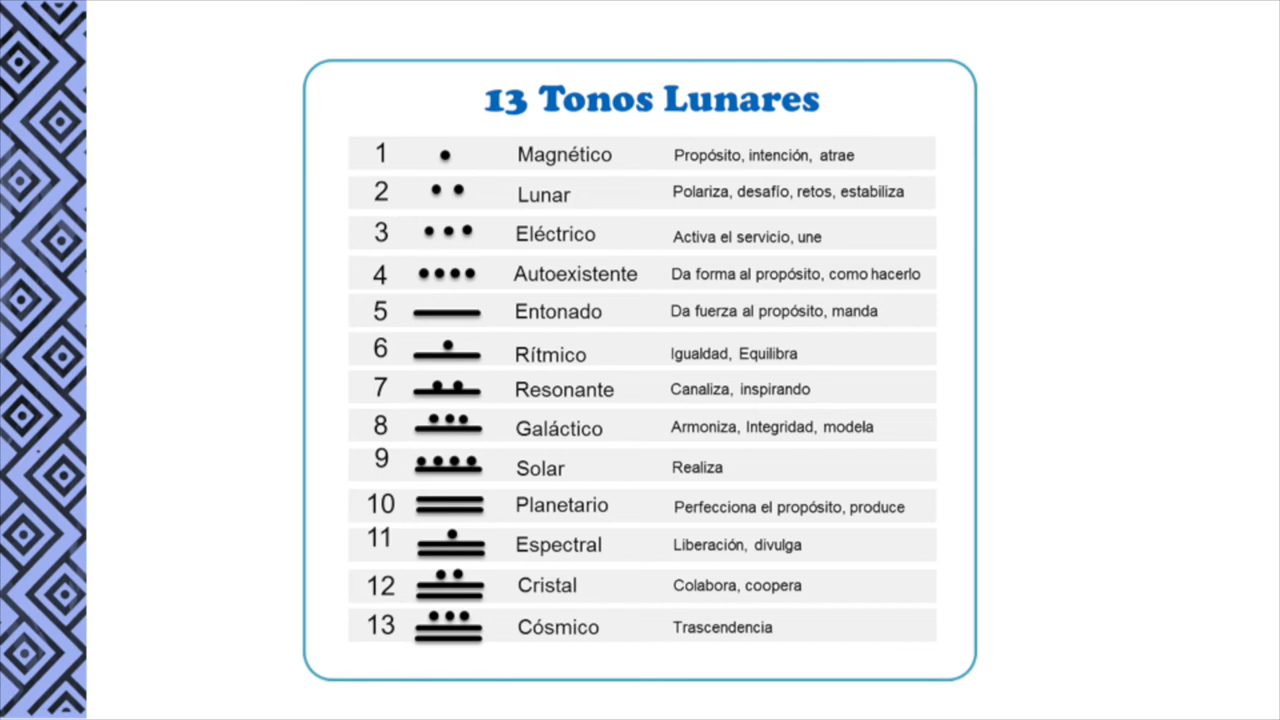 13 Tonos Lunares
1 Magnético Propósito, intención, atrae
2 Lunar Polariza, desafío, retos, estabiliza
3 Eléctrico Activa el servicio, une
4 Autoexistente Da forma al propósito, como hacerlo
5 Entonado Da fuerza al propósito, manda
6 Rítmico Igualdad, Equilibra
7 Resonante Canaliza, inspirando
8 Galáctico Armoniza, Integridad, modela
9 Solar Realiza
10 Planetario Perfecciona el propósito, produce
11 Espectral Liberación, divulga
12 Cristal Colabora, coopera
13 Cósmico Trascendencia